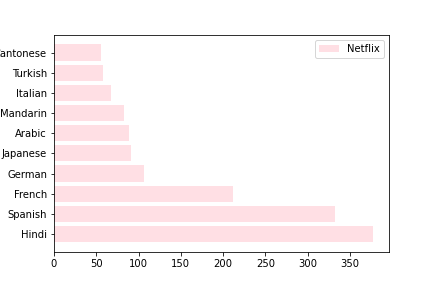 Netflix
antonese
Turkish
Italian
Mandarin
Arabic
Japanese
German
French
Spanish
Hindi
0 50 100 150 200 250 300 350